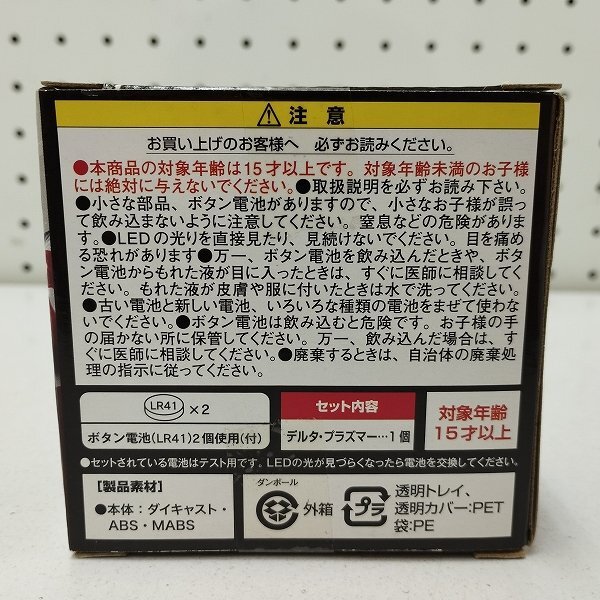 注 意
お買い上げのお客様へ 必ずお読みください。
●本商品の対象年齢は15才以上です。対象年齢未満のお子様
には絶対に与えないでください。●取扱説明を必ずお読み下さい。
●小さな部品、ボタン電池がありますので、小さなお子様が誤っ
て飲み込まないように注意してください。窒息などの危険がありま
す。●LEDの光りを直接見たり、見続けないでください。目を痛め
る恐れがあります●万一、ボタン電池を飲み込んだときや、ボタ
ン電池からもれた液が目に入ったときは、すぐに医師に相談してく
ださい。もれた液が皮膚や服に付いたときは水で洗ってください。
●古い電池と新しい電池、いろいろな種類の電池をまぜて使わな
いでください。●ボタン電池は飲み込むと危険です。お子様の手
の届かない所に保管してください。万一、飲み込んだ場合は、す
ぐに医師に相談してください。●廃棄するときは、自治体の廃棄処
理の指示に従ってください。
LR41 ×2
ボタン電池(LR41)2個使用(付)
セット内容
デルタ・プラズマー…1個
対象年齢
15才以上
●セットされている電池はテスト用です。LEDの光が見づらくなったら電池を交換してください。
【製品素材】
●本体：ダイキャスト・
ABS・MABS
ダンボール
外箱
プラ
透明トレイ、
透明カバー:PET
袋:PE